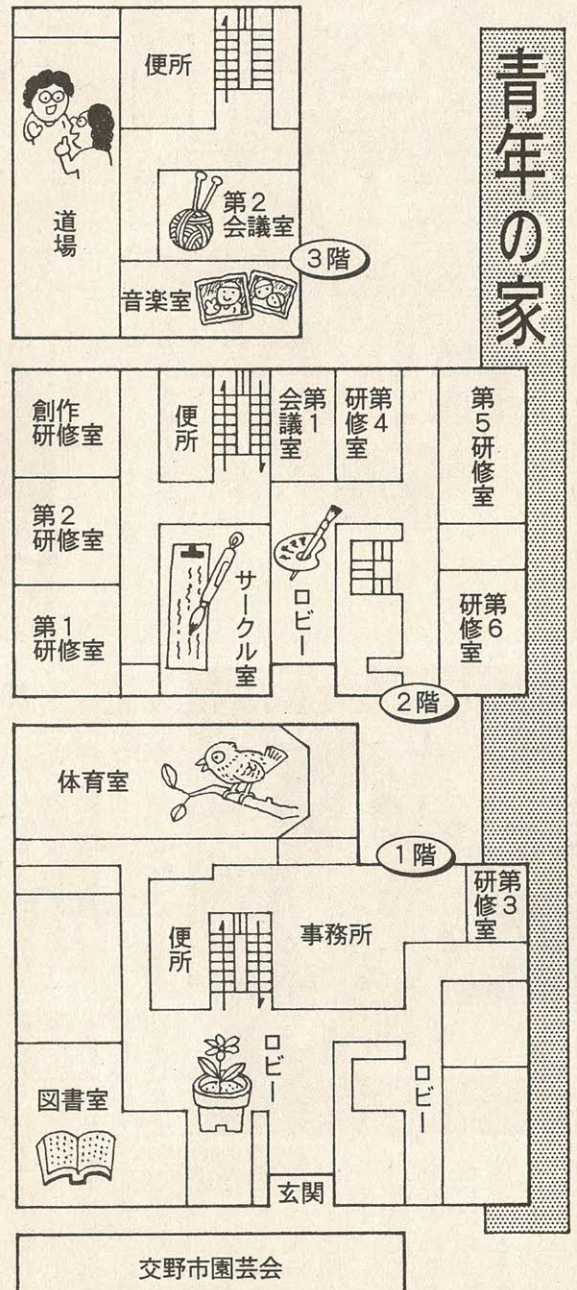 青年の家
便所
道場
第2
会議室
3階
音楽室
創作
研修室
便所
第1
会議室
第4
研修室
第5研修室
第2
研修室
サークル室
ロビー
第1
研修室
第6
研修室
2階
体育室
1階
第3
研修室
便所
事務所
ロビー
ロビー
図書室
玄関
交野市園芸会